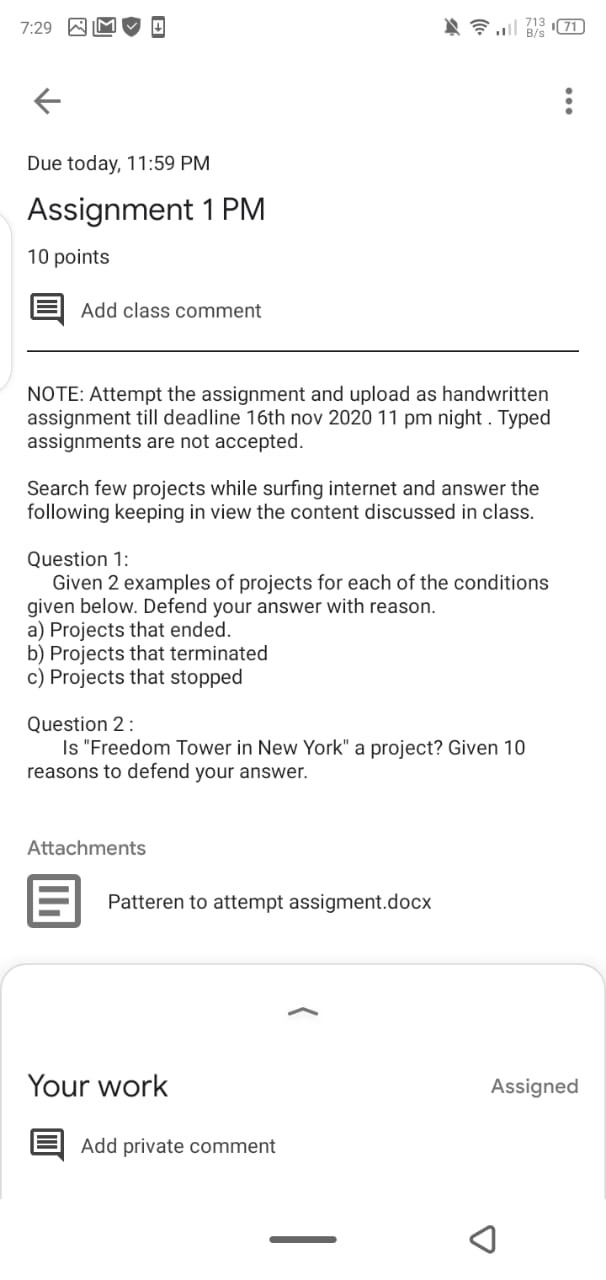 7:29
713
B/s
71
Due today, 11:59 PM
Assignment 1 PM
10 points
Add class comment
NOTE: Attempt the assignment and upload as handwritten
assignment till deadline 16th nov 2020 11 pm night . Typed
assignments are not accepted.
Search few projects while surfing internet and answer the
following keeping in view the content discussed in class.
Question 1:
Given 2 examples of projects for each of the conditions
given below. Defend your answer with reason.
a) Projects that ended.
b) Projects that terminated
c) Projects that stopped
Question 2 :
Is "Freedom Tower in New York" a project? Given 10
reasons to defend your answer.
Attachments
Patteren to attempt assigment.docx
Your work
Assigned
Add private comment